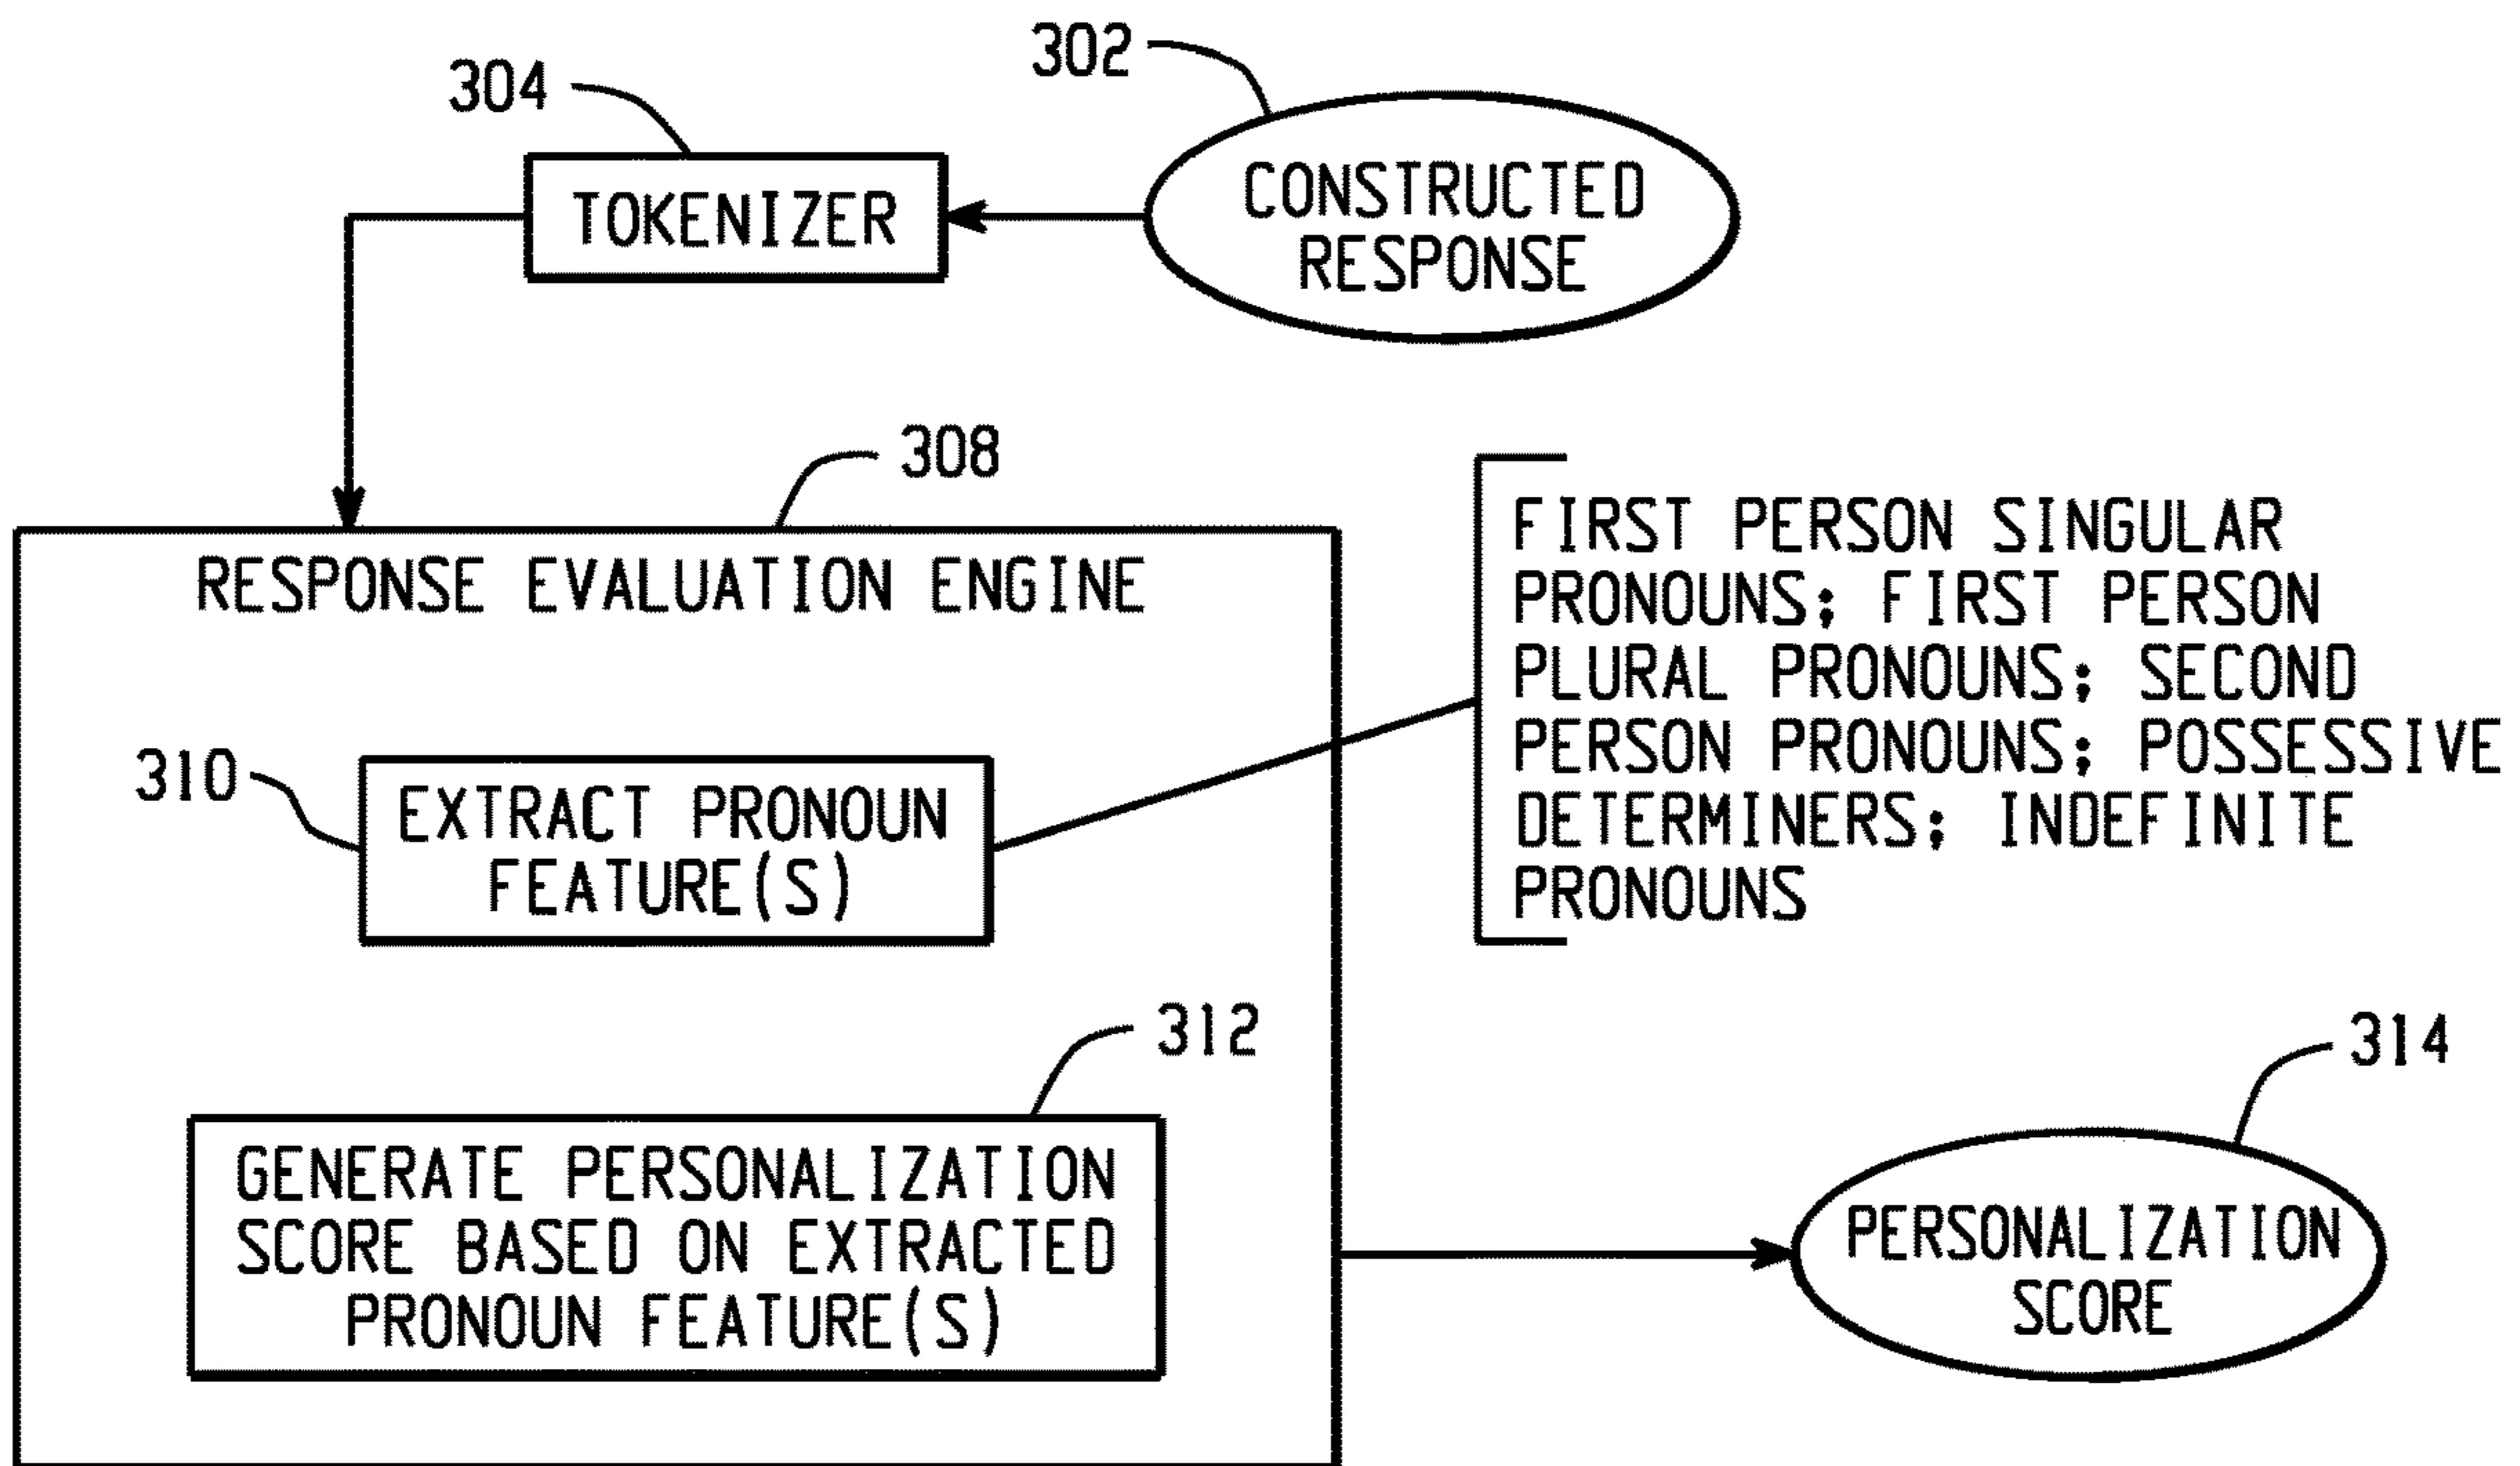 302
304
CONSTRUCTED
RESPONSE
TOKENIZER
308
RESPONSE EVALUATION ENGINE
FIRST PERSON SINGULAR
PRONOUNS; FIRST PERSON
PLURAL PRONOUNS; SECOND
PERSON PRONOUNS; POSSESSIVE
DETERMINERS; INDEFINITE
PRONOUNS
310
EXTRACT PRONOUN
FEATURE(S)
312
GENERATE PERSONALIZATION
SCORE BASED ON EXTRACTED
PRONOUN FEATURE(S)
314
PERSONALIZATION
SCORE